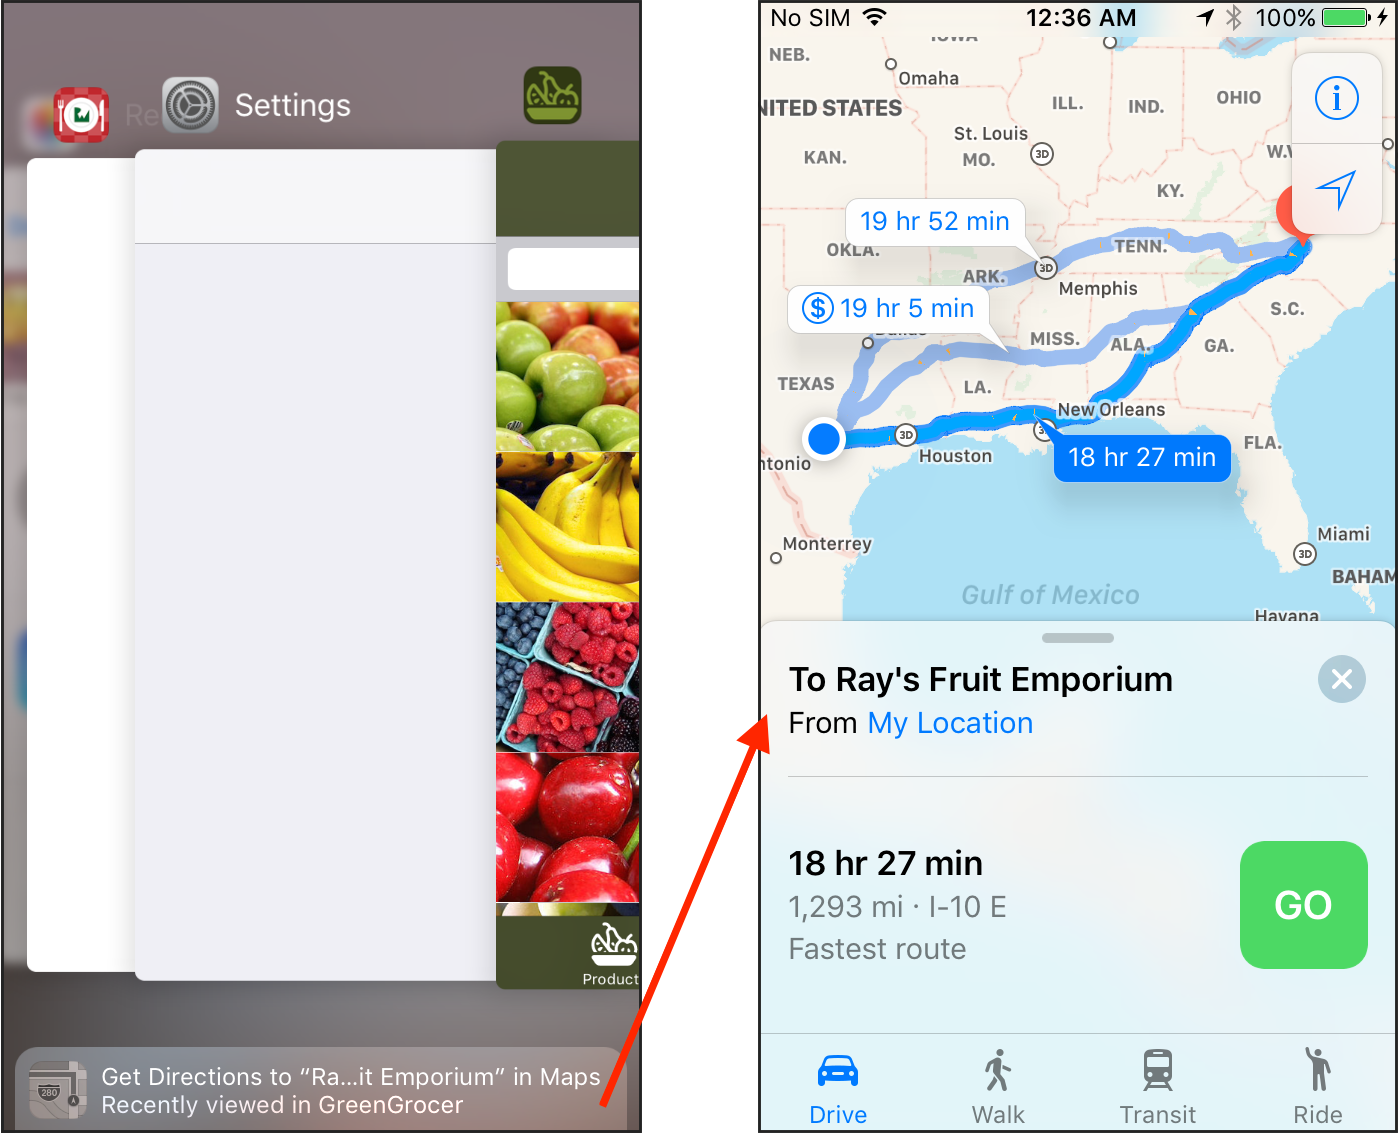 Re
Settings
Product
Get Directions to “Ra...it Emporium” in Maps
Recently viewed in GreenGrocer
280
No SIM
12:36 AM
100%
IOWA
NEB.
Omaha
NITED STATES
ILL.
IND.
OHIO
St. Louis
3D
KAN.
MO.
W.V
KY.
19 hr 52 min
OKLA.
TENN.
ARK.
3D
Memphis
$ 19 hr 5 min
S.C.
Dallas
MISS.
ALA.
GA.
TEXAS
LA.
New Orleans
3D
3
Houston
18 hr 27 min
FLA.
ntonio
Monterrey
Miami
3D
BAHAM
Gulf of Mexico
Havana
To Ray's Fruit Emporium
From My Location
18 hr 27 min
1,293 mi · I-10 E
Fastest route
GO
Drive
Walk
Transit
Ride